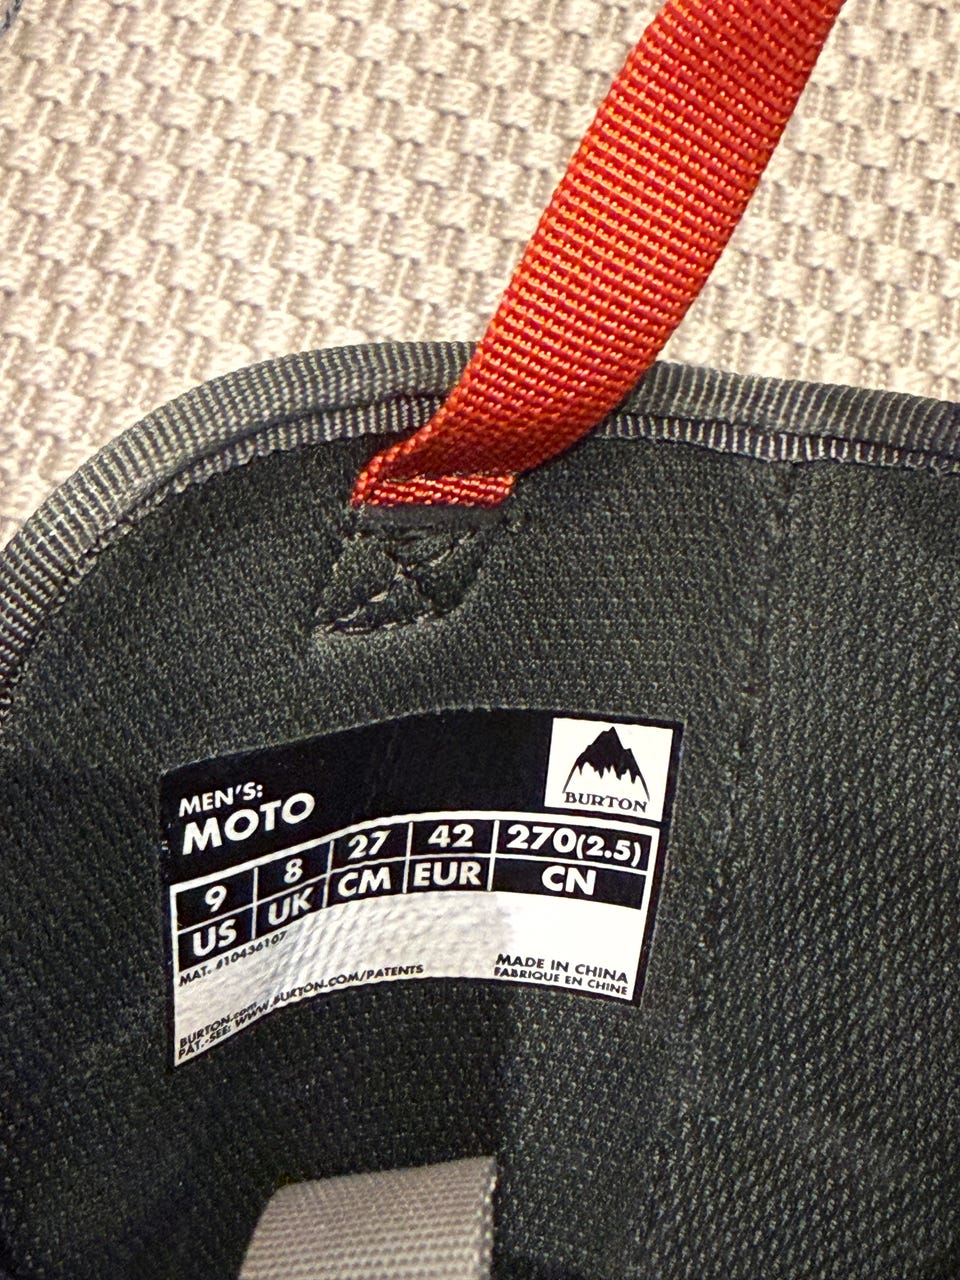 MEN'S:
MOTO
BURTON
9 8 27 42 270(2.5)
US UK CM EUR CN
MAT. #10436107
MADE IN CHINA
FABRIQUE EN CHINE
BURTON.com
PAT.-SEE: WWW.BURTON.COM/PATENTS